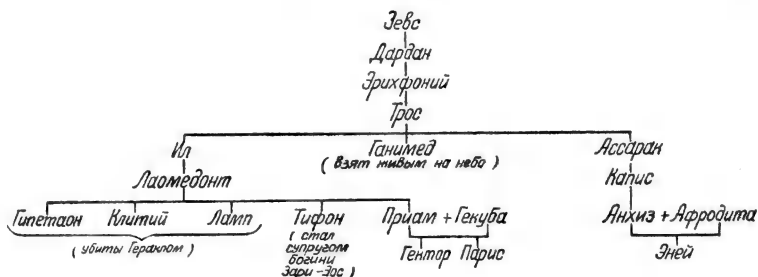 Зевс
Дардан
Эрихфоний
Трос
Ил Ганимед Ассарак
(взят живым на небо)
Лаомедонт Капис
Гипетаон Клитий Ламп Тифон Приам + Гекуба Анхиз + Афродита
(убиты Гераклом) (стал супругом богини Зари-Эос) Гектор Парис Эней